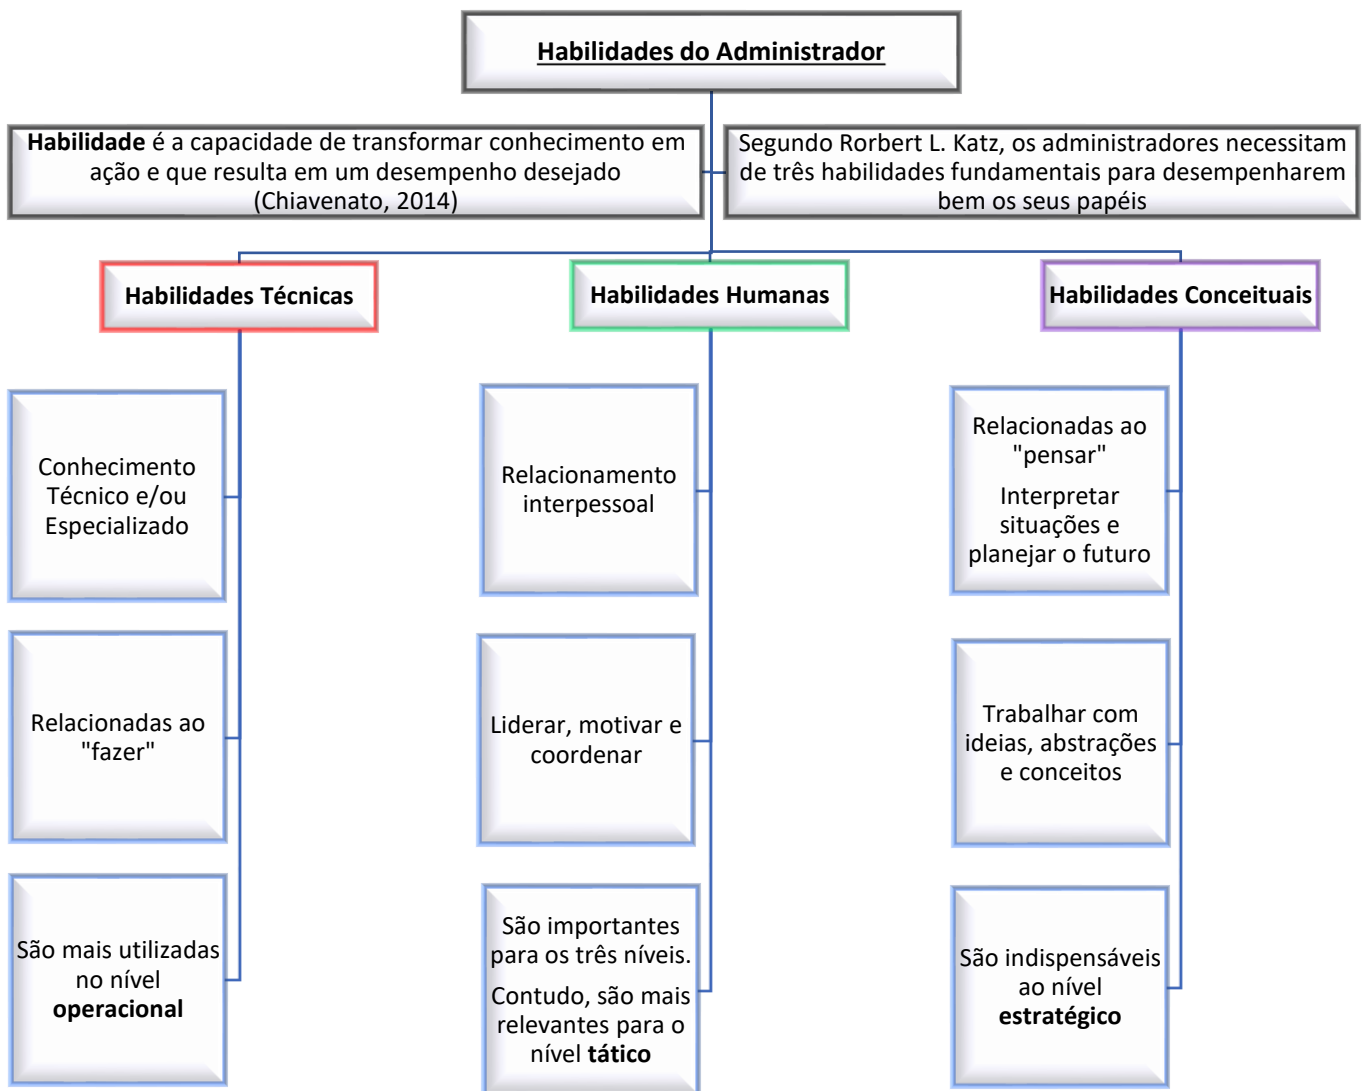 Habilidades do Administrador
Habilidade é a capacidade de transformar conhecimento em
ação e que resulta em um desempenho desejado
(Chiavenato, 2014)
Segundo Rorbert L. Katz, os administradores necessitam
de três habilidades fundamentais para desempenharem
bem os seus papéis
Habilidades Técnicas
Conhecimento
Técnico e/ou
Especializado
Relacionadas ao
"fazer"
São mais utilizadas
no nível
operacional
Habilidades Humanas
Relacionamento
interpessoal
Liderar, motivar e
coordenar
São importantes
para os três níveis.
Contudo, são mais
relevantes para o
nível tático
Habilidades Conceituais
Relacionadas ao
"pensar"
Interpretar
situações e
planejar o futuro
Trabalhar com
ideias, abstrações
e conceitos
São indispensáveis
ao nível
estratégico